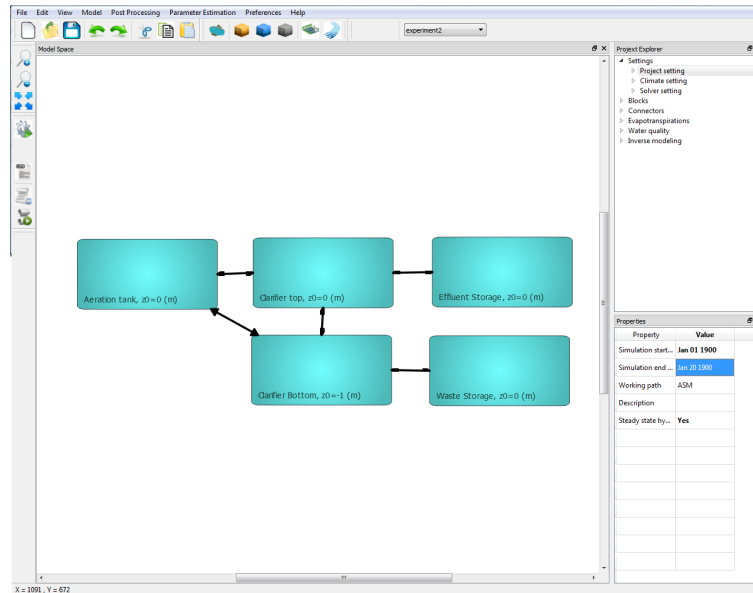 File Edit View Model Post Processing Parameter Estimation Preferences Help
experiment2
Model Space
Aeration tank, z0=0 (m)
Clarifier top, z0=0 (m)
Effluent Storage, z0=0 (m)
Clarifier Bottom, z0=-1 (m)
Waste Storage, z0=0 (m)
X = 1091 , Y = 672
Projext Explorer
Settings
Project setting
Climate setting
Solver setting
Blocks
Connectors
Evapotranspirations
Water quality
Inverse modeling
Properties
Property Value
Simulation start... Jan 01 1900
Simulation end ... Jan 20 1900
Working path ASM
Description
Steady state hy... Yes